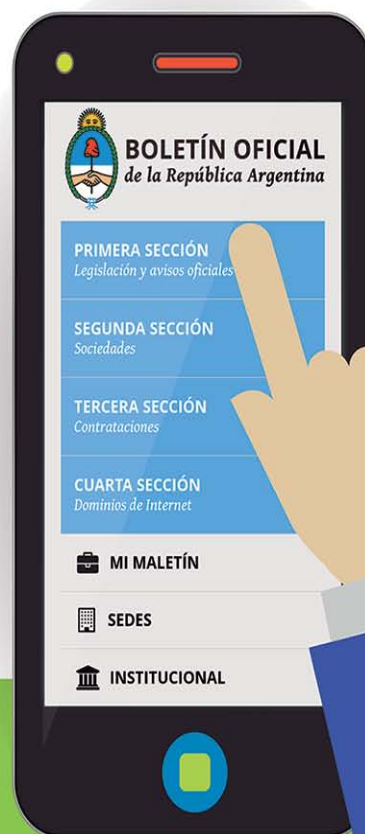 BOLETÍN OFICIAL
de la República Argentina
PRIMERA SECCIÓN
Legislación y avisos oficiales
SEGUNDA SECCIÓN
Sociedades
TERCERA SECCIÓN
Contrataciones
CUARTA SECCIÓN
Dominios de Internet
MI MALETÍN
SEDES
INSTITUCIONAL